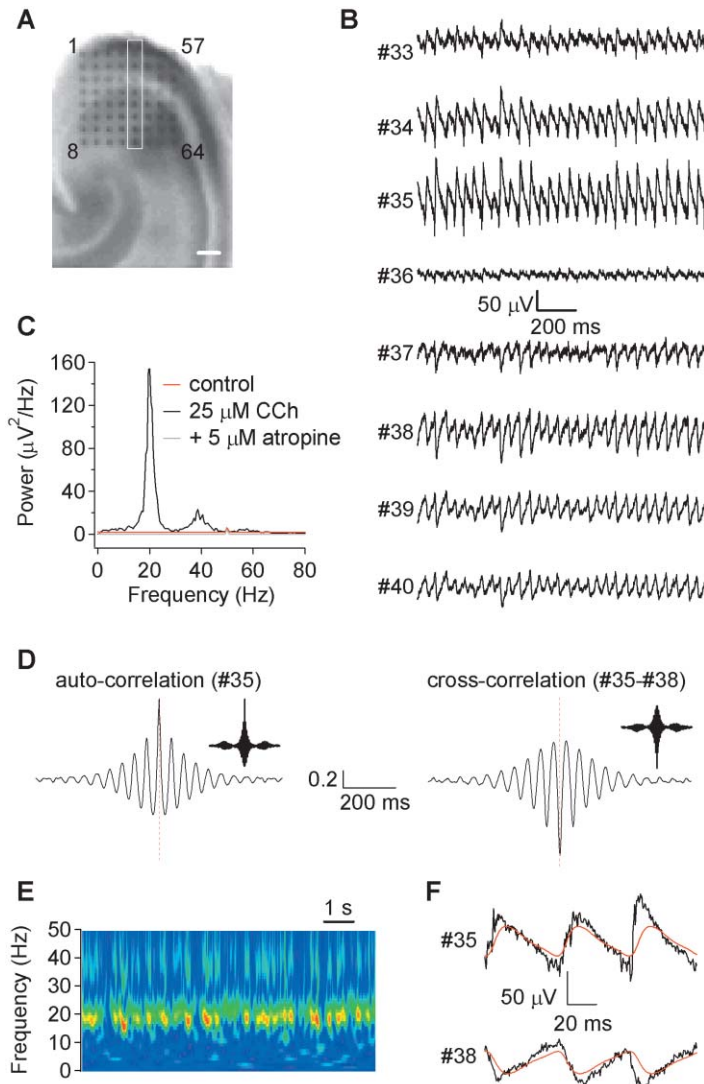 A
1 57
8 64
B
#33
#34
#35
#36
50 μV
200 ms
#37
#38
#39
#40
C
160
120
80
40
0
Power (μV²/Hz)
control
25 μM CCh
+ 5 μM atropine
0 20 40 60 80
Frequency (Hz)
D
auto-correlation (#35)
cross-correlation (#35-#38)
0.2
200 ms
E
1 s
50
40
30
20
10
0
Frequency (Hz)
F
#35
50 μV
20 ms
#38